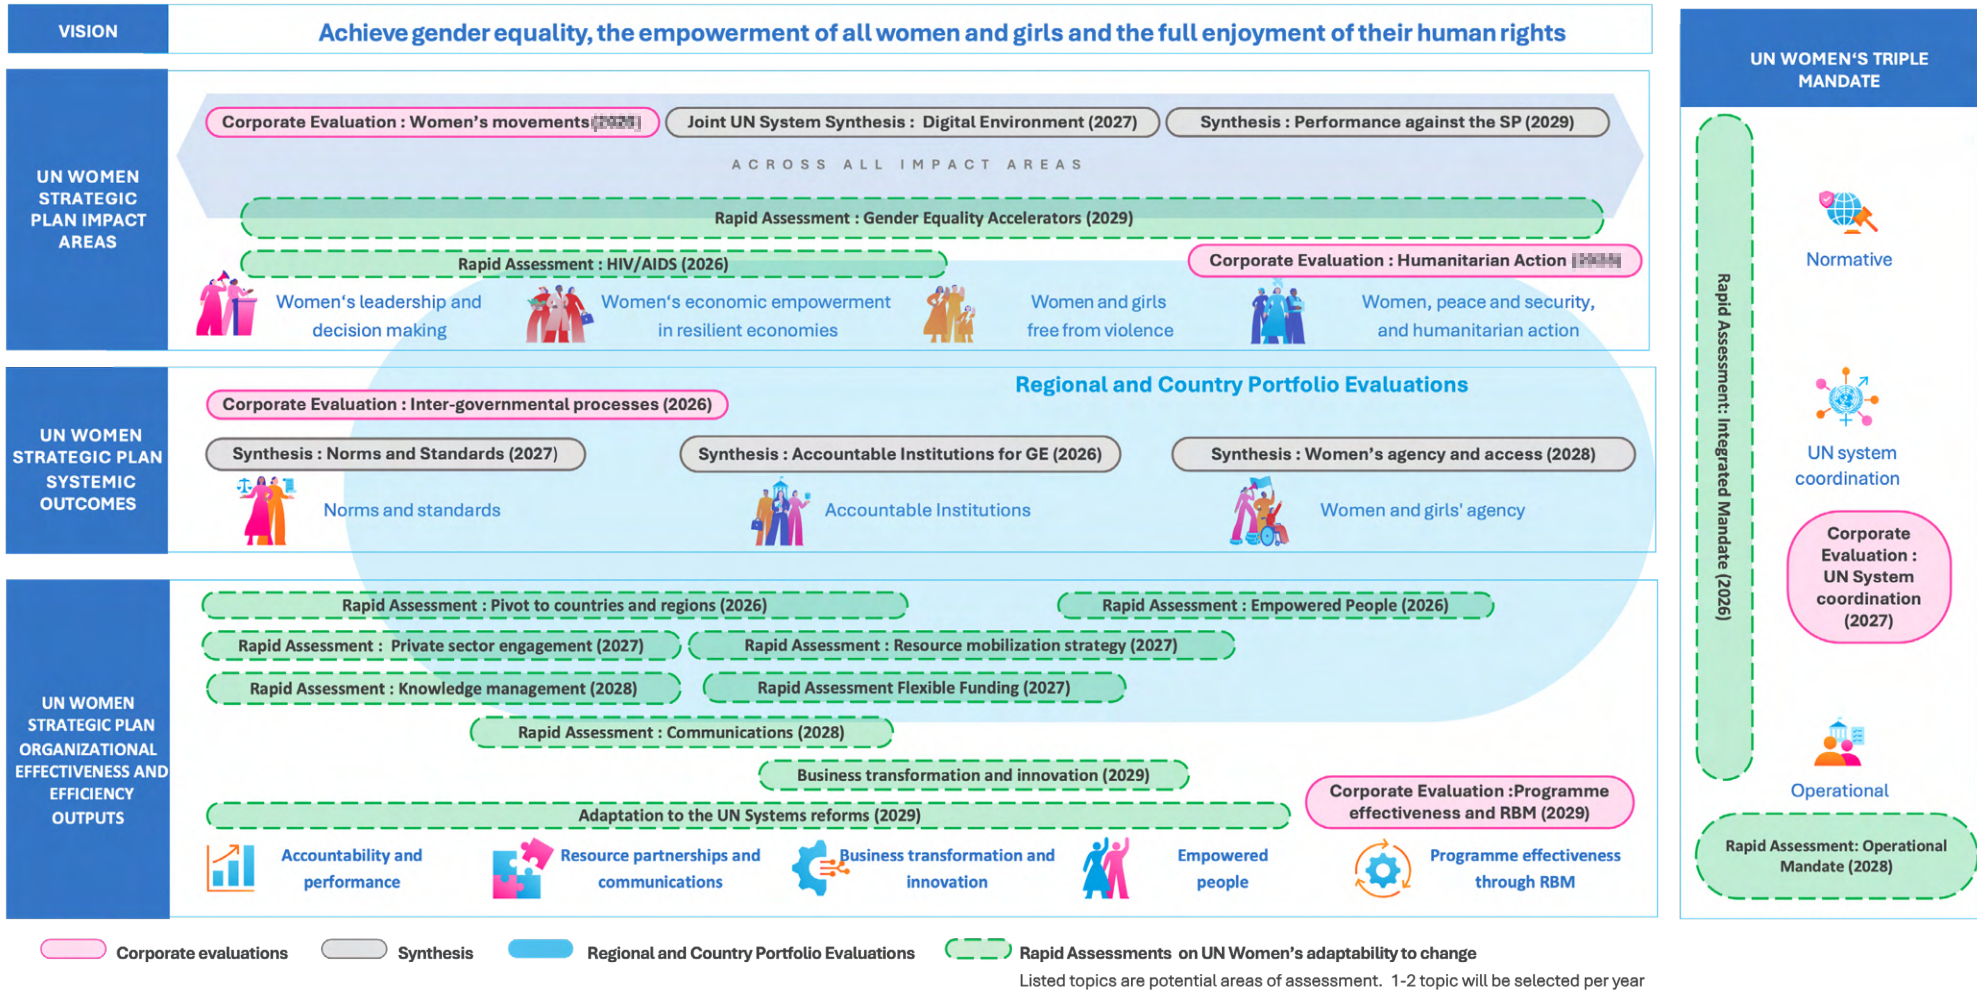 VISION
Achieve gender equality, the empowerment of all women and girls and the full enjoyment of their human rights
UN WOMEN
STRATEGIC
PLAN IMPACT
AREAS
Corporate Evaluation : Women's movements
Joint UN System Synthesis : Digital Environment (2027)
Synthesis : Performance against the SP (2029)
ACROSS ALL IMPACT AREAS
Rapid Assessment : Gender Equality Accelerators (2029)
Rapid Assessment : HIV/AIDS (2026)
Corporate Evaluation : Humanitarian Action
Women's leadership and
decision making
Women's economic empowerment
in resilient economies
Women and girls
free from violence
Women, peace and security,
and humanitarian action
UN WOMEN
STRATEGIC PLAN
SYSTEMIC
OUTCOMES
Regional and Country Portfolio Evaluations
Corporate Evaluation : Inter-governmental processes (2026)
Synthesis : Norms and Standards (2027)
Synthesis : Accountable Institutions for GE (2026)
Synthesis : Women's agency and access (2028)
Norms and standards
Accountable Institutions
Women and girls' agency
UN WOMEN
STRATEGIC PLAN
ORGANIZATIONAL
EFFECTIVENESS AND
EFFICIENCY
OUTPUTS
Rapid Assessment : Pivot to countries and regions (2026)
Rapid Assessment : Empowered People (2026)
Rapid Assessment : Private sector engagement (2027)
Rapid Assessment : Resource mobilization strategy (2027)
Rapid Assessment : Knowledge management (2028)
Rapid Assessment Flexible Funding (2027)
Rapid Assessment : Communications (2028)
Business transformation and innovation (2029)
Adaptation to the UN Systems reforms (2029)
Corporate Evaluation :Programme
effectiveness and RBM (2029)
Accountability and
performance
Resource partnerships and
communications
Business transformation and
innovation
Empowered
people
Programme effectiveness
through RBM
UN WOMEN'S TRIPLE
MANDATE
Rapid Assessment: Integrated Mandate (2026)
Normative
UN system
coordination
Corporate
Evaluation :
UN System
coordination
(2027)
Operational
Rapid Assessment: Operational
Mandate (2028)
Corporate evaluations
Synthesis
Regional and Country Portfolio Evaluations
Rapid Assessments on UN Women's adaptability to change
Listed topics are potential areas of assessment. 1-2 topic will be selected per year